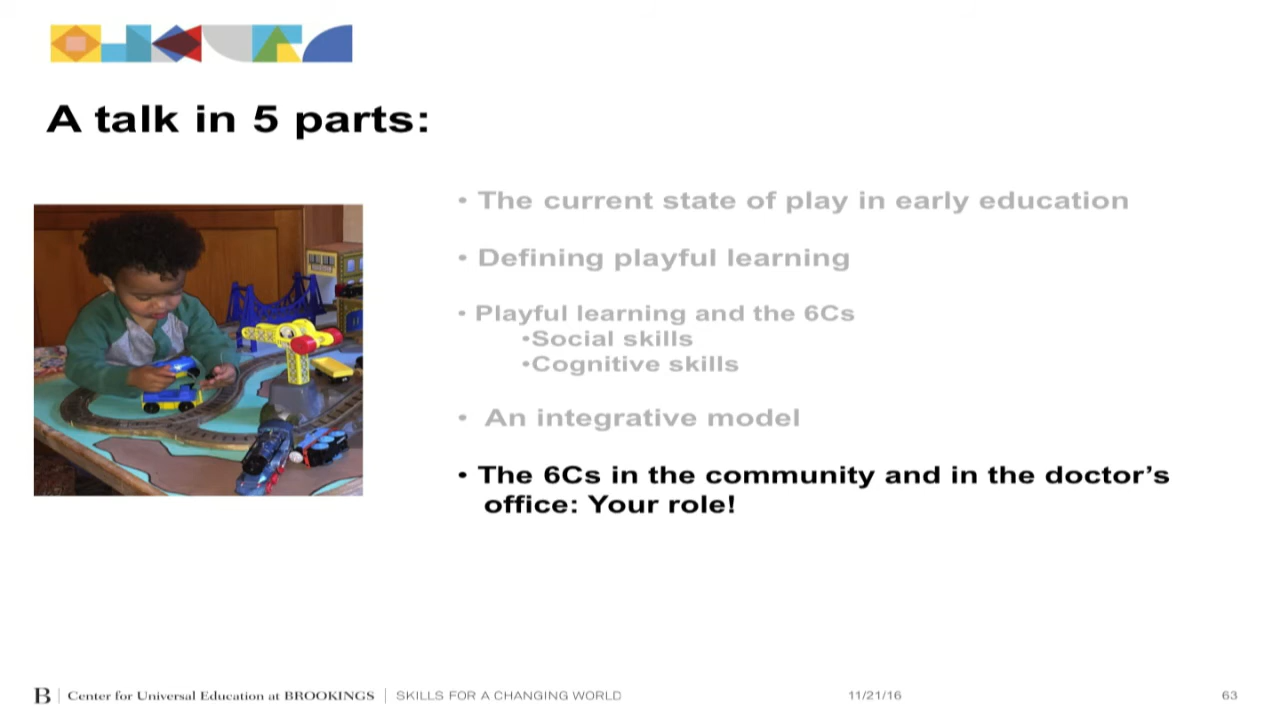 A talk in 5 parts:
• The current state of play in early education
• Defining playful learning
• Playful learning and the 6Cs
•Social skills
•Cognitive skills
• An integrative model
• The 6Cs in the community and in the doctor’s
office: Your role!
B | Center for Universal Education at BROOKINGS | SKILLS FOR A CHANGING WORLD 11/21/16 63